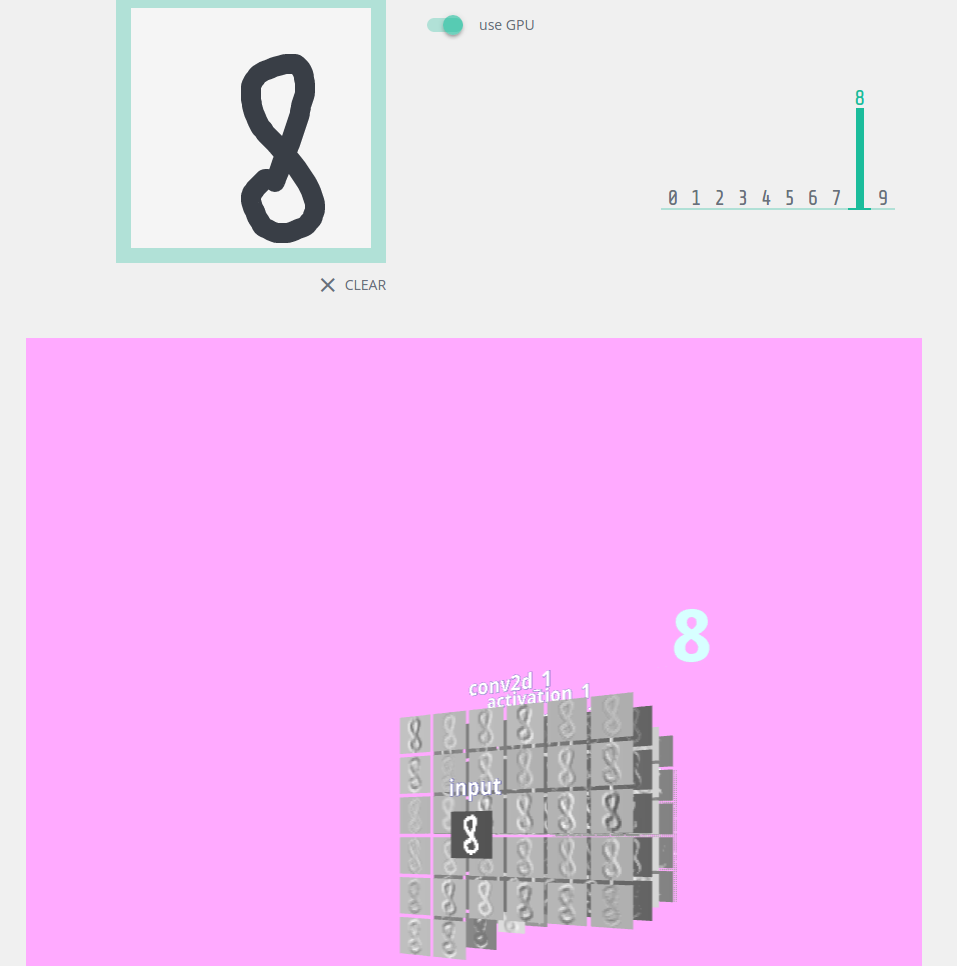 8
use GPU
8
0 1 2 3 4 5 6 7 9
CLEAR
8
conv2d_1
activation_1
input
8